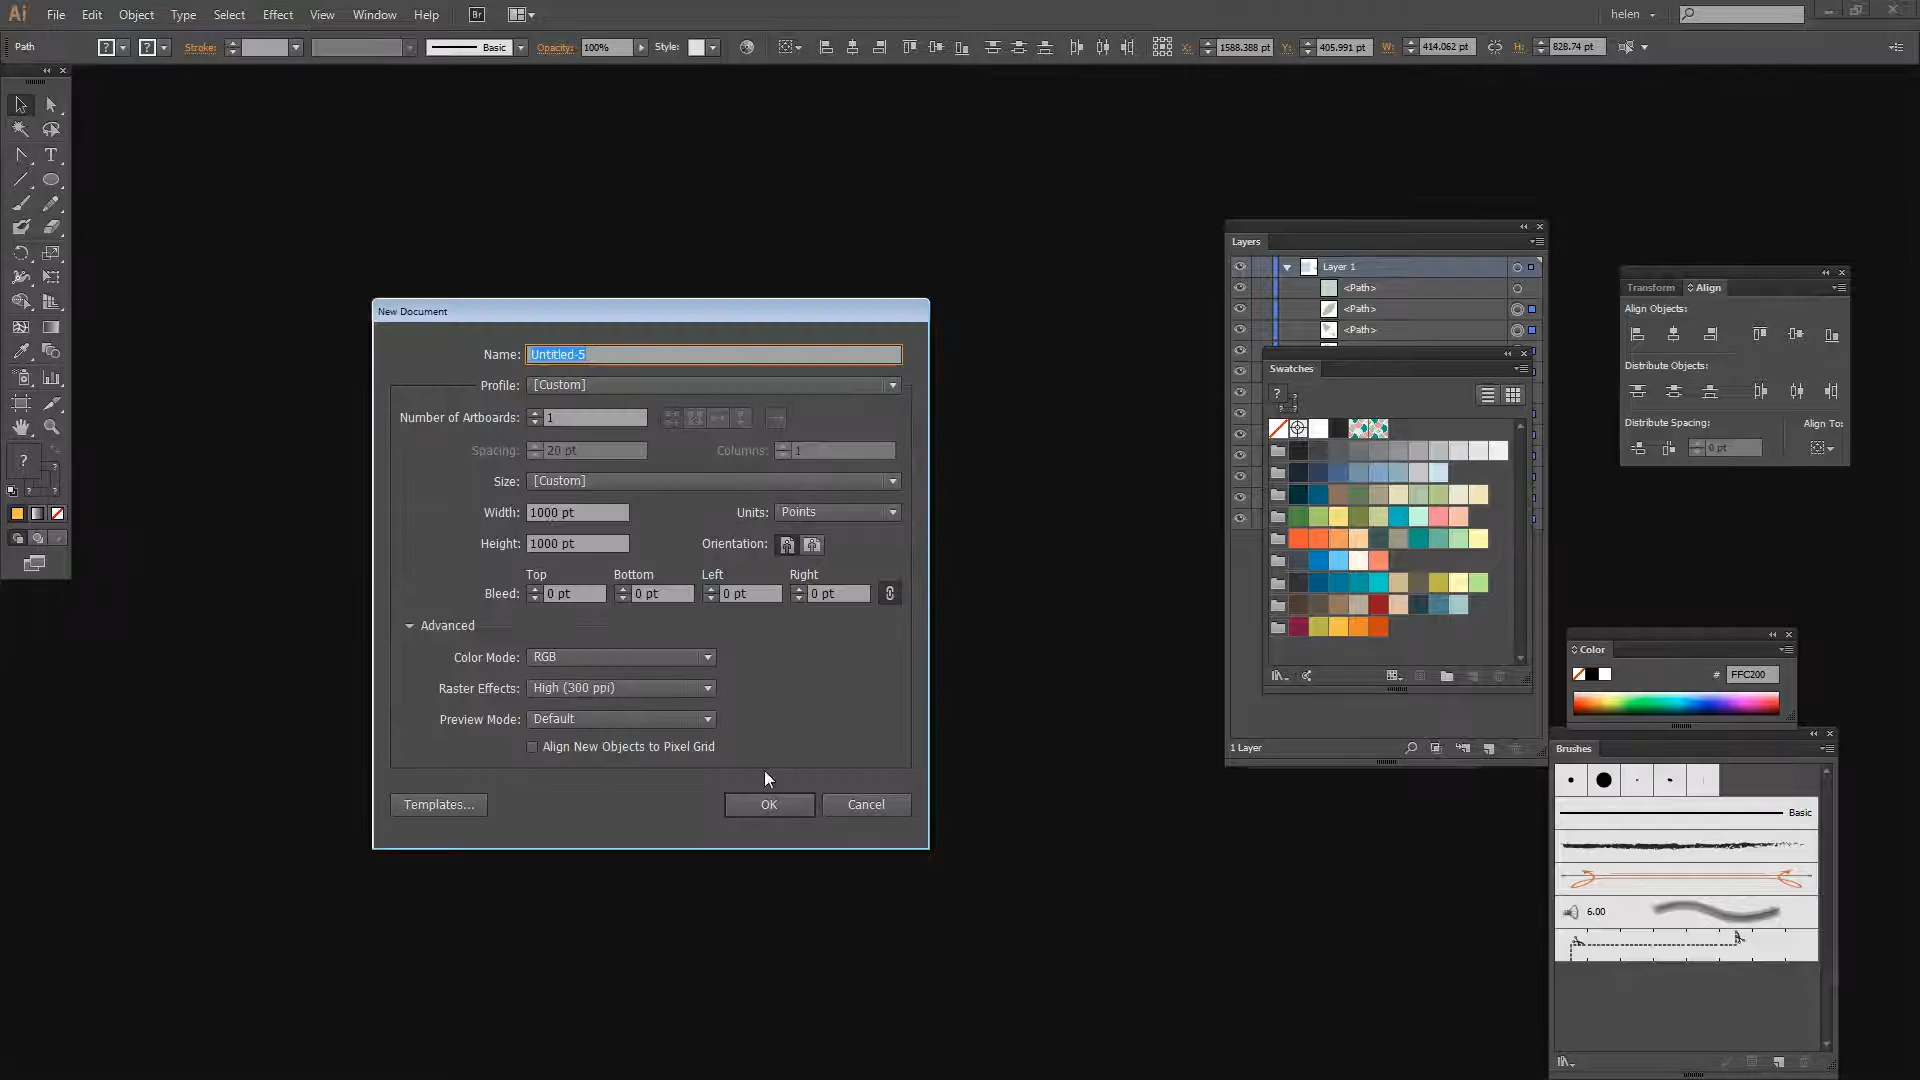 Ai File Edit Object Type Select Effect View Window Help Br helen
Path Stroke: Basic Opacity: 100% Style: X: 1588.388 pt Y: 405.991 pt W: 414.062 pt H: 828.74 pt
New Document
Name: Untitled-5
Profile: [Custom]
Number of Artboards: 1
Spacing: 20 pt Columns: 1
Size: [Custom]
Width: 1000 pt Units: Points
Height: 1000 pt Orientation:
Top Bottom Left Right
Bleed: 0 pt 0 pt 0 pt 0 pt
Advanced
Color Mode: RGB
Raster Effects: High (300 ppi)
Preview Mode: Default
Align New Objects to Pixel Grid
Templates... OK Cancel
Layers
Layer 1
<Path>
<Path>
<Path>
Swatches
1 Layer
Transform Align
Align Objects:
Distribute Objects:
Distribute Spacing: Align To:
0 pt
Color
# FFC200
Brushes
Basic
6.00